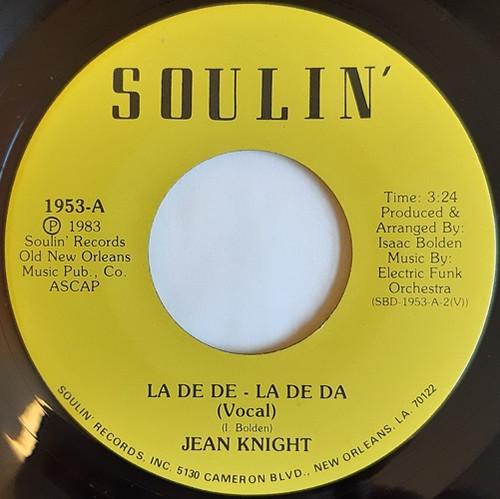 SOULIN'
1953-A
Ⓟ 1983
Soulin' Records
Old New Orleans
Music Pub., Co.
ASCAP
Time: 3:24
Produced &
Arranged By:
Isaac Bolden
Music By:
Electric Funk
Orchestra
(SBD-1953-A-2(V))
LA DE DE - LA DE DA
(Vocal)
(I. Bolden)
JEAN KNIGHT
SOULIN' RECORDS, INC. 5130 CAMERON BLVD., NEW ORLEANS, LA. 70122